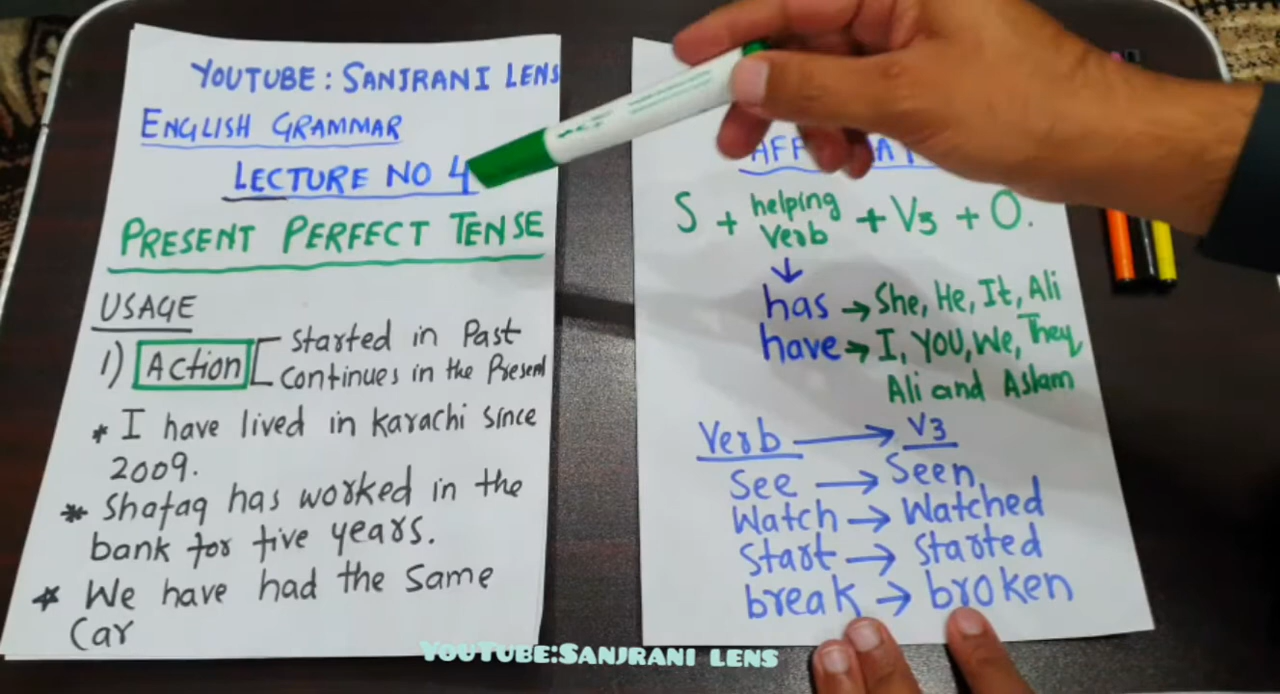 YOUTUBE: SANJRANI LENS
ENGLISH GRAMMAR
LECTURE NO 4
PRESENT PERFECT TENSE
USAGE
1) Action Started in Past
Continues in the Present
* I have lived in Karachi since
2009.
* Shafaq has worked in the
bank for five years.
* We have had the Same
Car
S + helping verb + V3 + O.
↓
has → She, He, It, Ali
have → I, YOU, We, They
Ali and Aslam
Verb → V3
See → Seen
Watch → Watched
Start → Started
break → broken
YOUTUBE:SANJRANI LENS